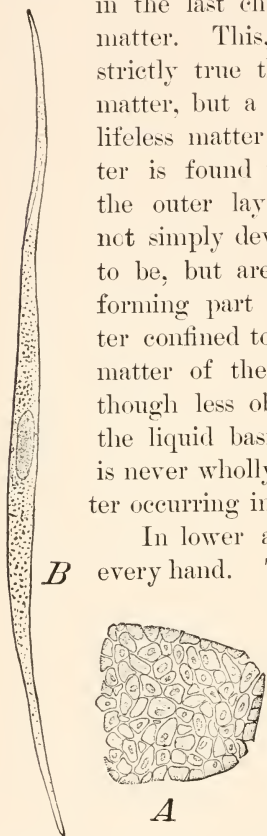 in the last ch
matter. This,
strictly true t
matter, but a
lifeless matter
ter is found
the outer lay
not simply dev
to be, but are
forming part
ter confined to
matter of the
though less ob
the liquid basi
is never wholly
ter occurring in
In lower a
B every hand.
A